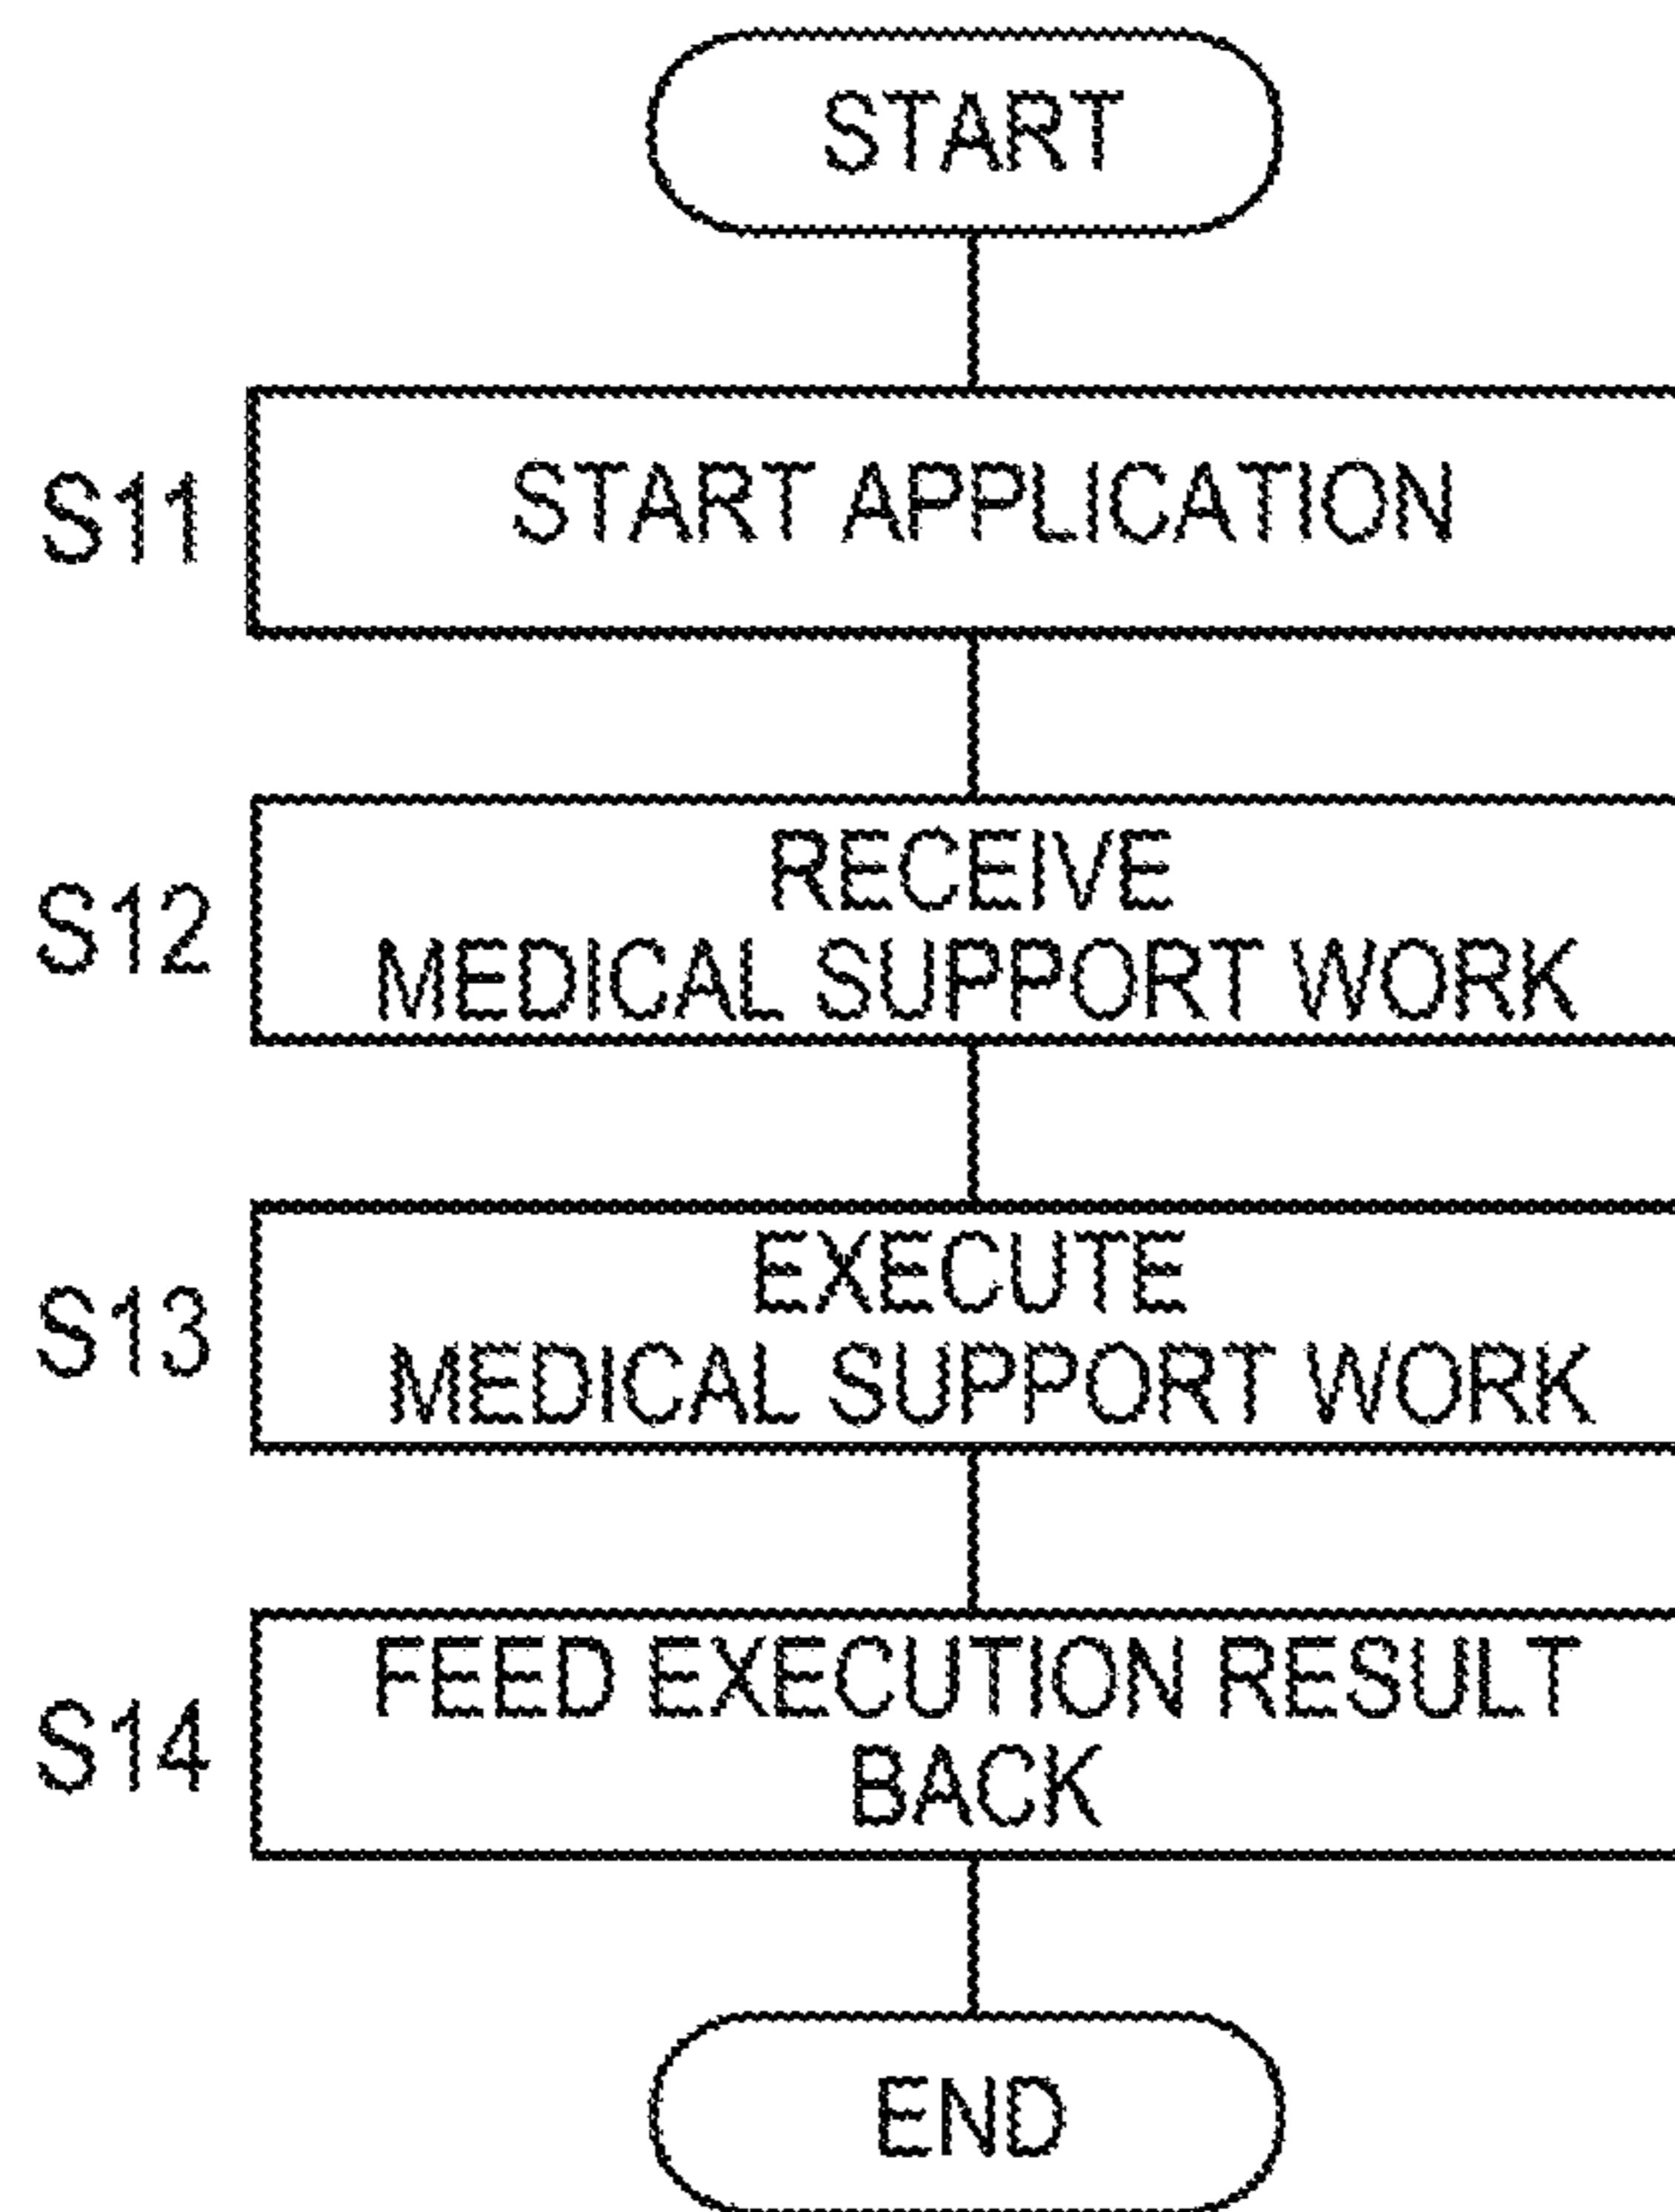 START
S11
START APPLICATION
S12
RECEIVE
MEDICAL SUPPORT WORK
S13
EXECUTE
MEDICAL SUPPORT WORK
S14
FEED EXECUTION RESULT
BACK
END